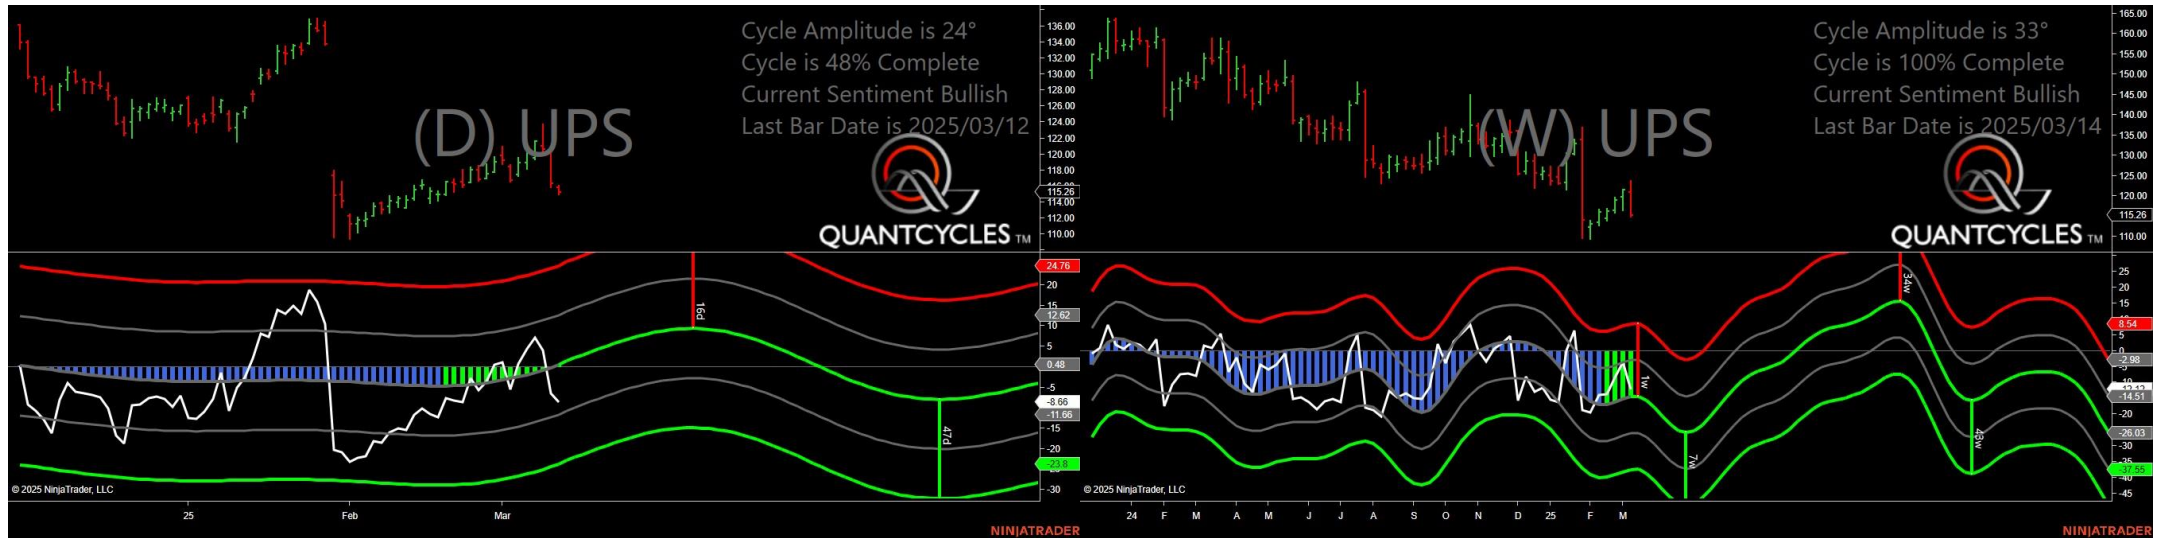 Cycle Amplitude is 24°
Cycle is 48% Complete
Current Sentiment Bullish
Last Bar Date is 2025/03/12
(D) UPS
QUANTCYCLES TM
136.00
134.00
132.00
130.00
128.00
126.00
124.00
122.00
120.00
118.00
115.26
114.00
112.00
110.00
24.76
20
15
12.62
10
5
0.48
-5
-8.66
-11.66
-15
-20
-23.8
-30
16d
47d
© 2025 NinjaTrader, LLC
25 Feb Mar
NINJATRADER
Cycle Amplitude is 33°
Cycle is 100% Complete
Current Sentiment Bullish
Last Bar Date is 2025/03/14
(W) UPS
QUANTCYCLES TM
165.00
160.00
155.00
150.00
145.00
140.00
135.00
130.00
125.00
120.00
115.26
110.00
25
20
15
8.54
5
0
-2.98
-14.51
-20
-26.03
-30
-37.55
-40
-45
1w
7w
34w
43w
© 2025 NinjaTrader, LLC
24 F M A M J J A S O N D 25 F M
NINJATRADER